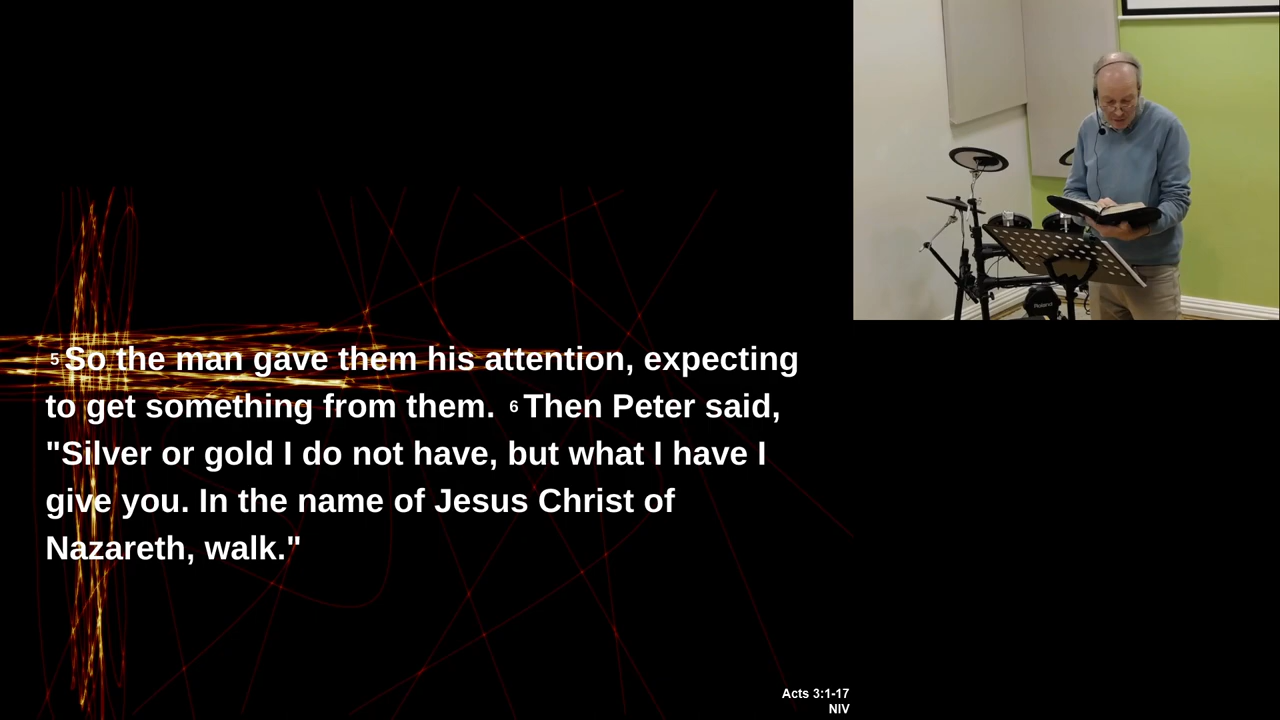 5 So the man gave them his attention, expecting
to get something from them. 6 Then Peter said,
"Silver or gold I do not have, but what I have I
give you. In the name of Jesus Christ of
Nazareth, walk."
Acts 3:1-17
NIV
Roland